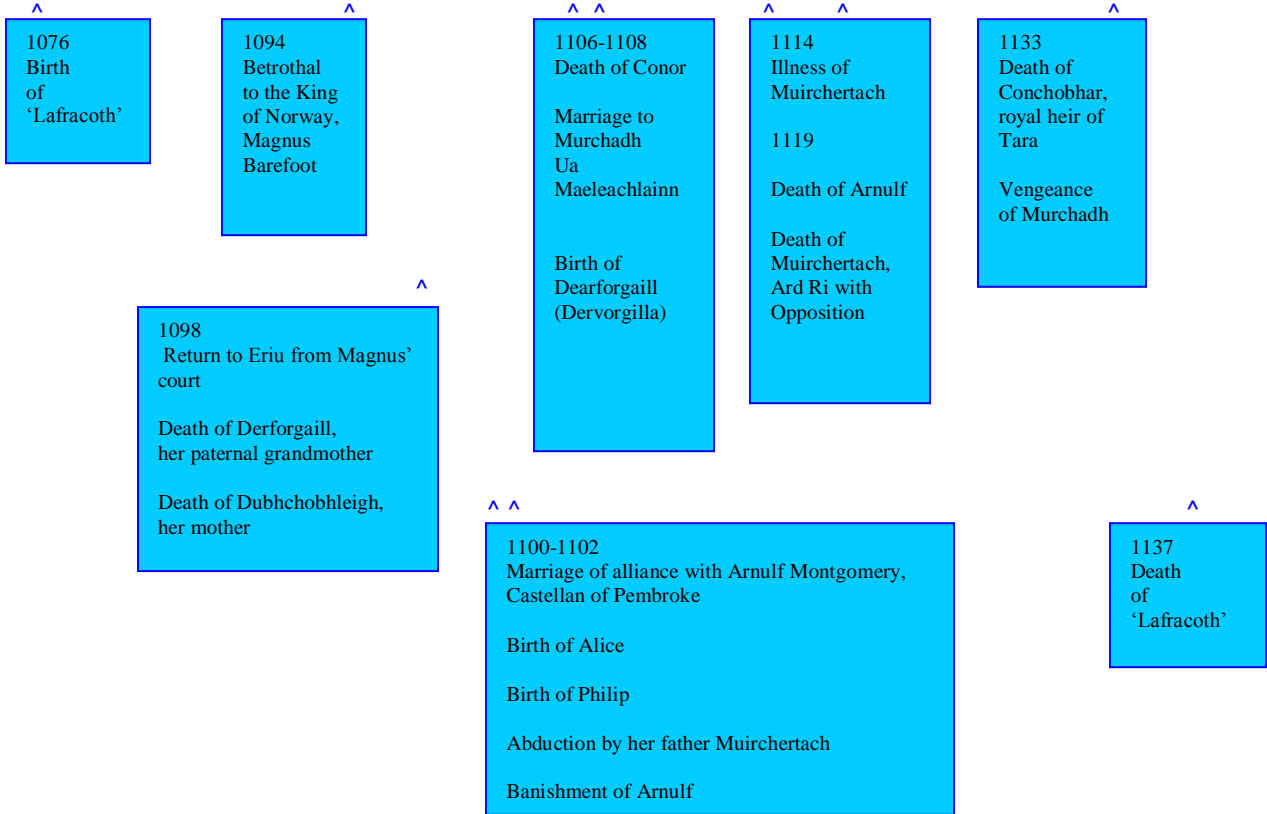 ^ ^ ^ ^ ^ ^ ^
1076
Birth
of
‘Lafracoth’
1094
Betrothal
to the King
of Norway,
Magnus
Barefoot
1106-1108
Death of Conor
Marriage to
Murchadh
Ua
Maeleachlainn
Birth of
Dearforgaill
(Dervorgilla)
1114
Illness of
Muirchertach
1119
Death of Arnulf
Death of
Muirchertach,
Ard Ri with
Opposition
1133
Death of
Conchobhar,
royal heir of
Tara
Vengeance
of Murchadh
^
1098
Return to Eriu from Magnus’
court
Death of Derforgaill,
her paternal grandmother
Death of Dubhchobhleigh,
her mother
^ ^
1100-1102
Marriage of alliance with Arnulf Montgomery,
Castellan of Pembroke
Birth of Alice
Birth of Philip
Abduction by her father Muirchertach
Banishment of Arnulf
^
1137
Death
of
‘Lafracoth’